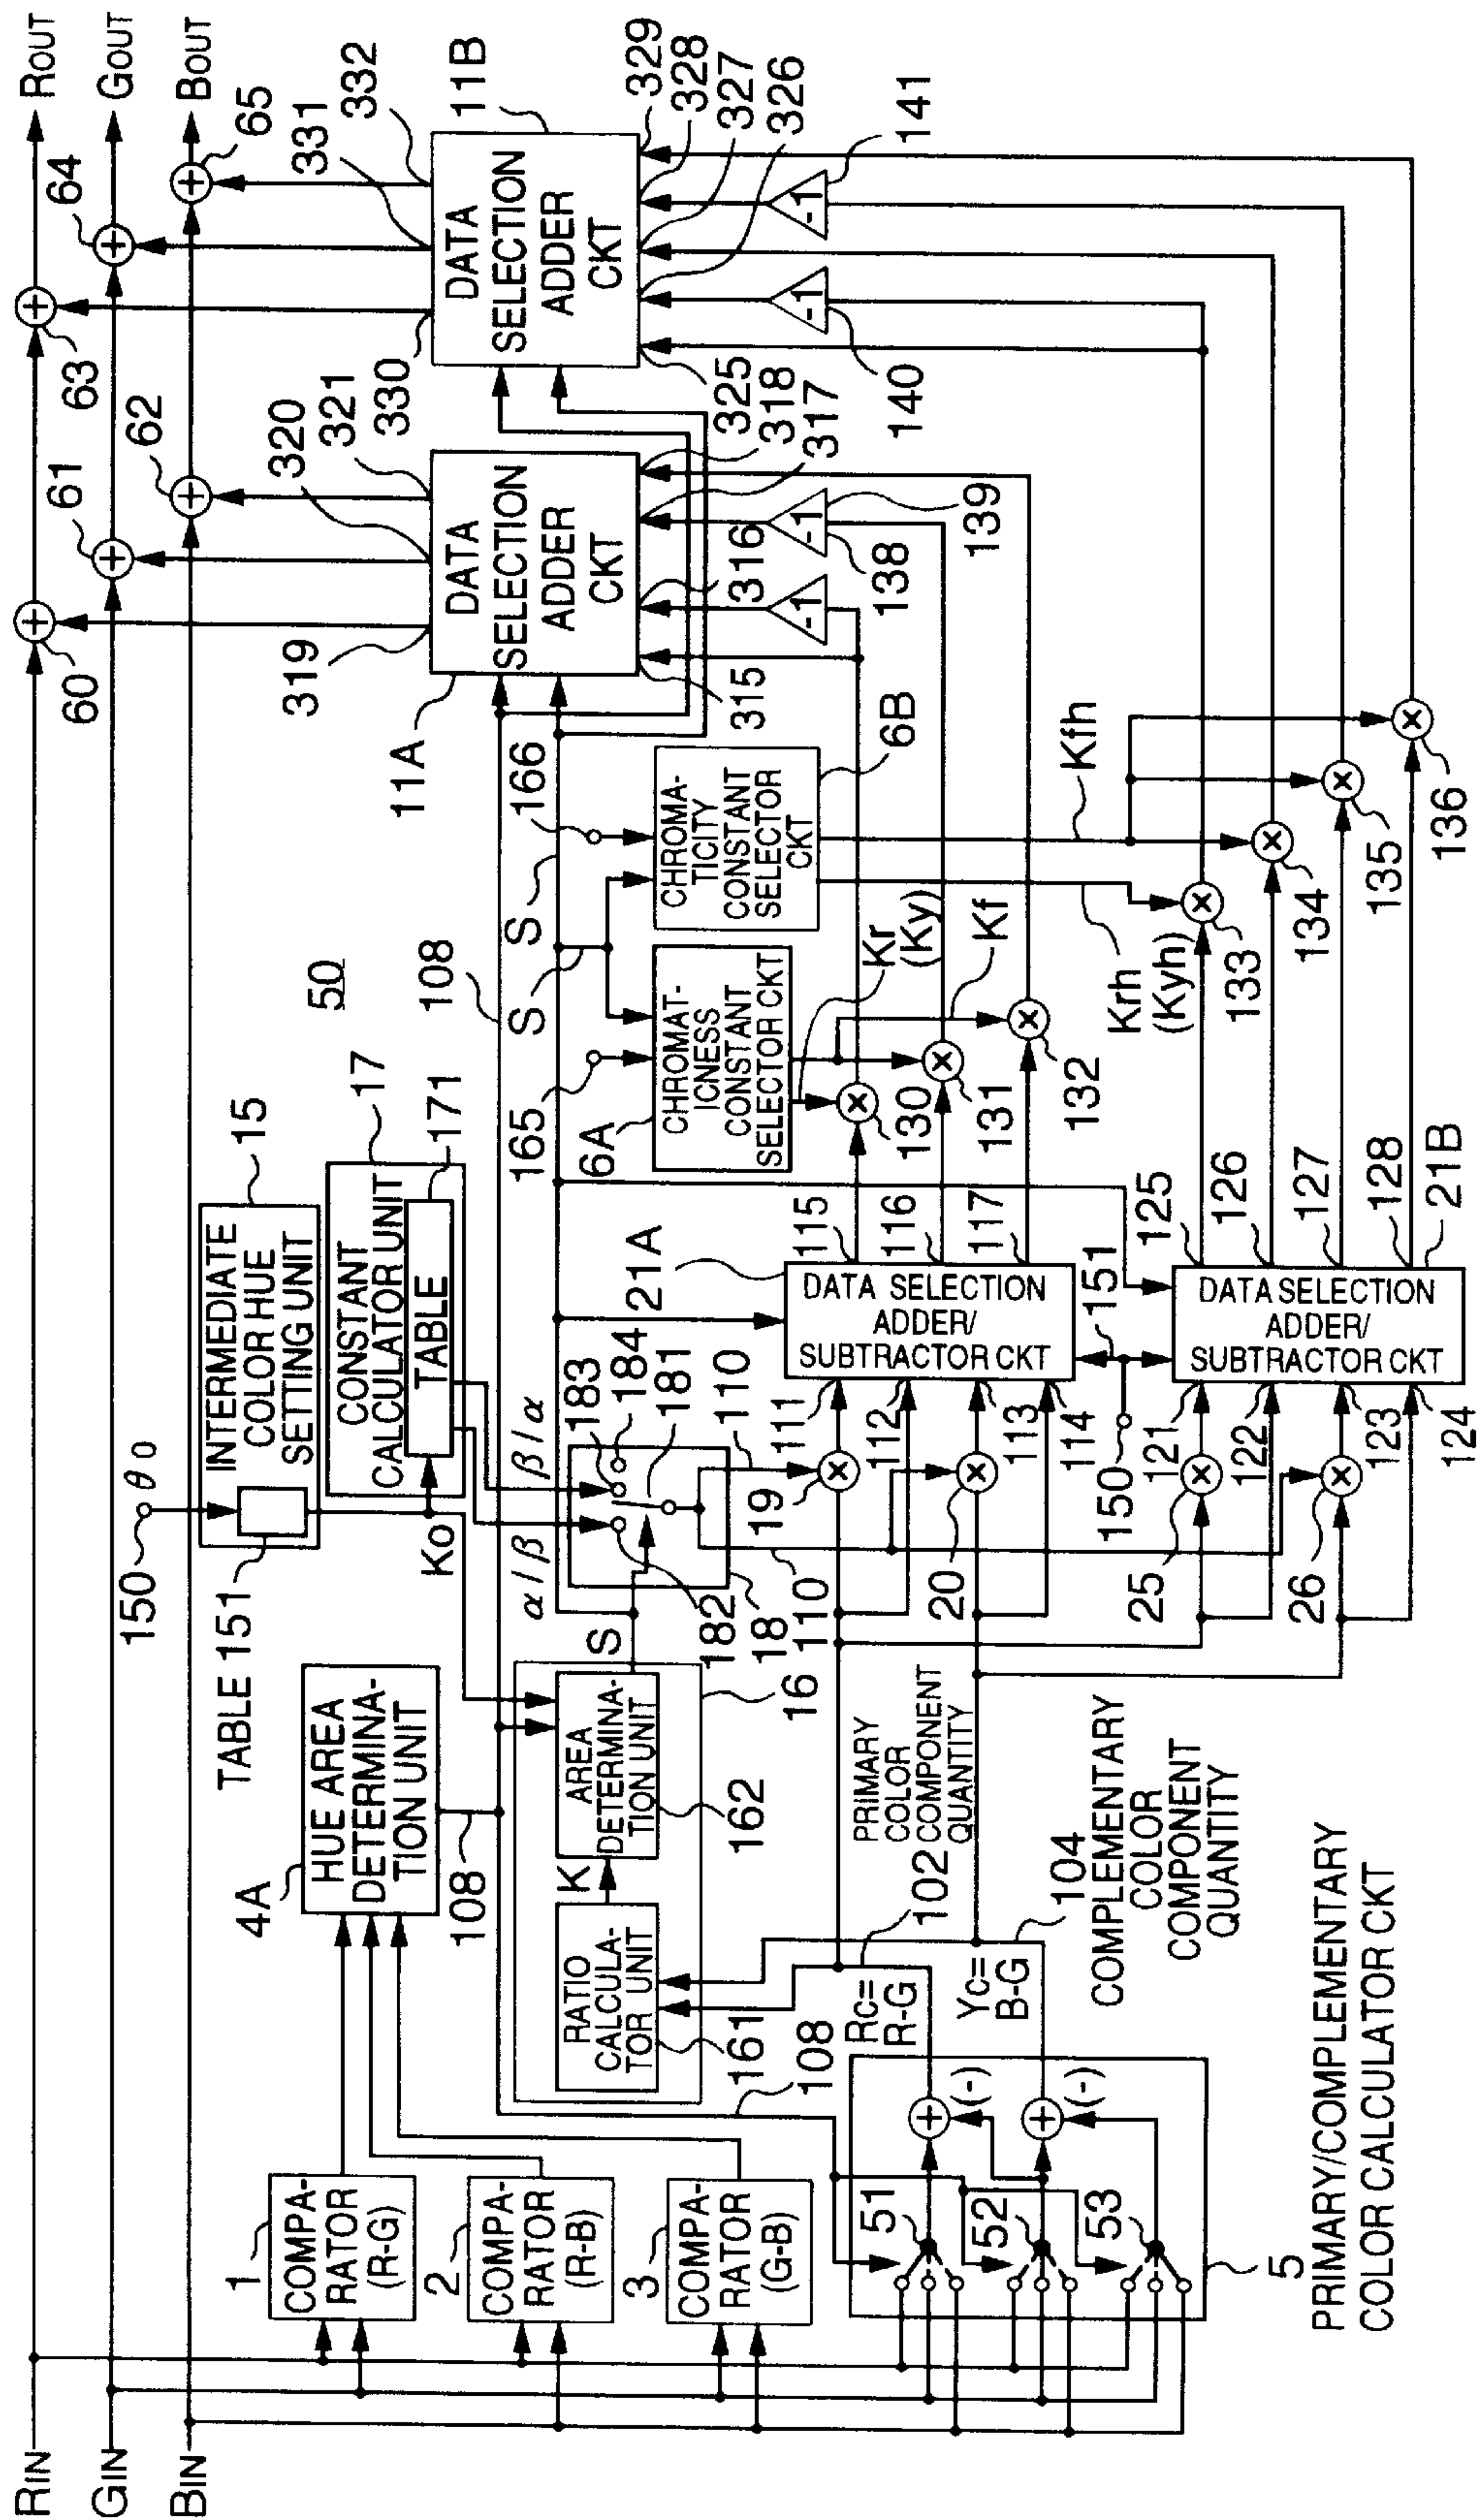 RIN
GIN
BIN
ROUT
GOUT
BOUT
60
61
62
63
64
65
1
COMPA-
RATOR
(R-G)
2
COMPA-
RATOR
(R-B)
3
COMPA-
RATOR
(G-B)
4A
HUE AREA
DETERMINA-
TION UNIT
108
150
θ0
INTERMEDIATE
COLOR HUE
SETTING UNIT
15
TABLE 151
Ko
CONSTANT
CALCULATOR UNIT
TABLE
17
171
50
108
RATIO
CALCULA-
TOR UNIT
161
K
AREA
DETERMINA-
TION UNIT
162
16
S
α/β
β/α
183
184
181
182
18
110
110
108
51
52
53
(-)
(-)
5
PRIMARY/COMPLEMENTARY
COLOR CALCULATOR CKT
Rc=
R-G
102
PRIMARY
COLOR
COMPONENT
QUANTITY
Yc=
B-G
104
COMPLEMENTARY
COLOR
COMPONENT
QUANTITY
19
20
25
26
111
112
113
114
150
151
121
122
123
124
21A
DATA SELECTION
ADDER/
SUBTRACTOR CKT
115
116
117
DATA SELECTION
ADDER/
SUBTRACTOR CKT
21B
125
126
127
128
165
S
S
166
6A
CHROMAT-
ICNESS
CONSTANT
SELECTOR CKT
CHROMA-
TICITY
CONSTANT
SELECTOR
CKT
6B
Kr
(Ky)
Kf
130
131
132
Krh
(Kyh)
Kfh
133
134
135
136
11A
DATA
SELECTION
ADDER
CKT
319
320
321
315
316
317
318
-1
-1
138
139
11B
DATA
SELECTION
ADDER
CKT
330
331
332
325
326
327
328
329
-1
-1
140
141